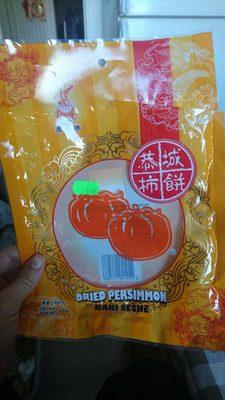 恭城
柿餅
DRIED PERSIMMON
KAKI SECHE